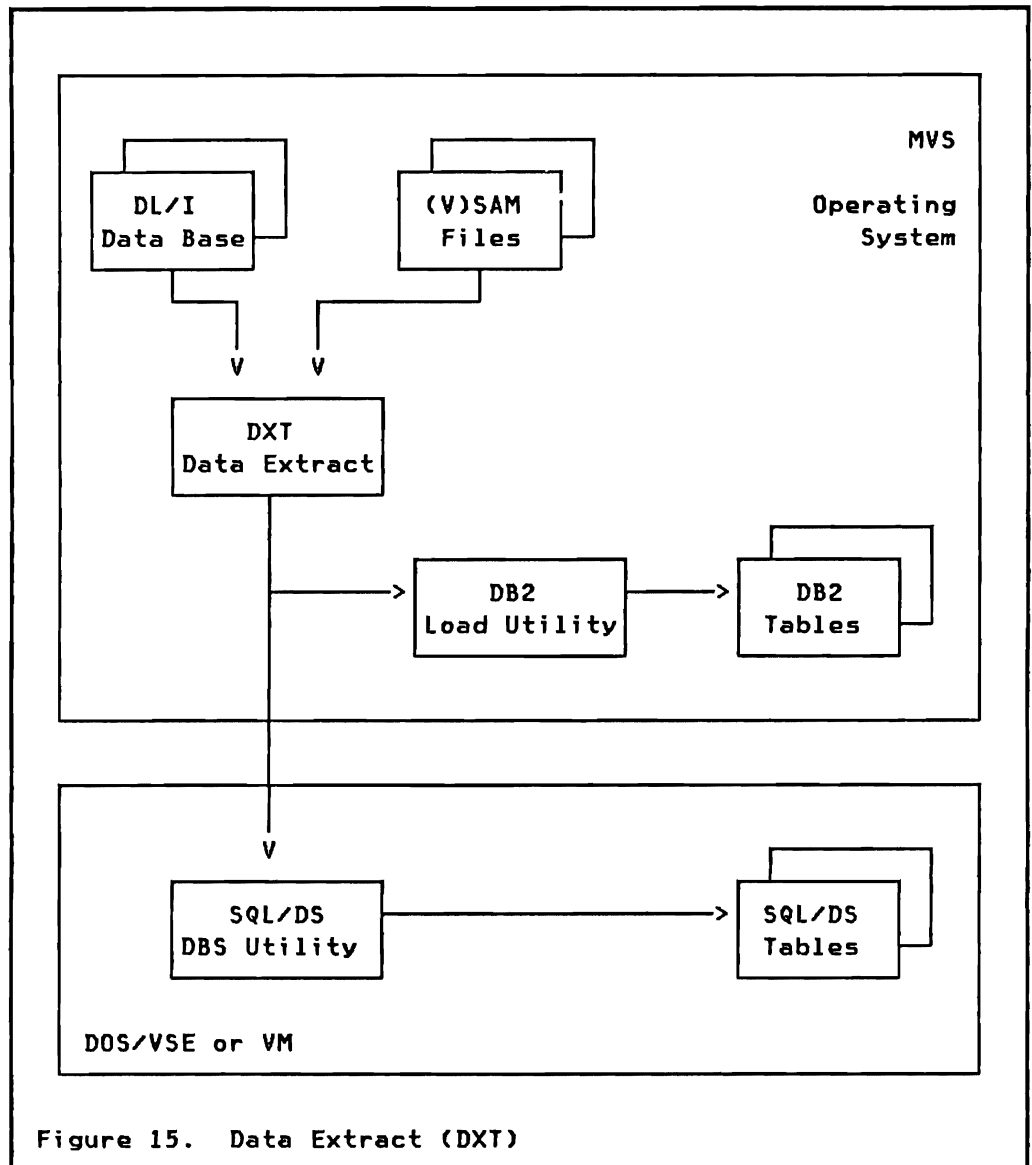 MVS
Operating
System
DL/I
Data Base
(V)SAM
Files
DXT
Data Extract
DB2
Load Utility
DB2
Tables
SQL/DS
DBS Utility
SQL/DS
Tables
DOS/VSE or VM
Figure 15. Data Extract (DXT)